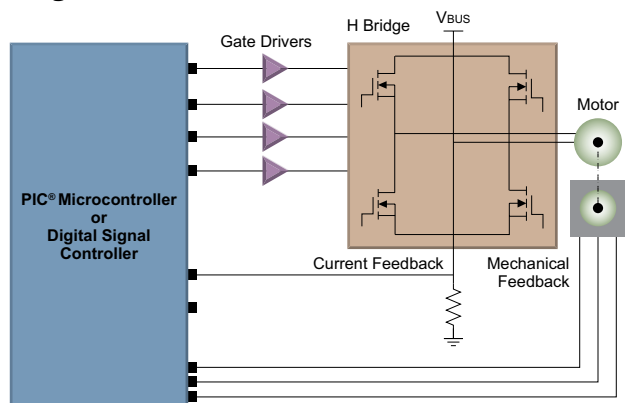 Gate Drivers
H Bridge
VBUS
Motor
PIC® Microcontroller
or
Digital Signal
Controller
Current Feedback
Mechanical
Feedback